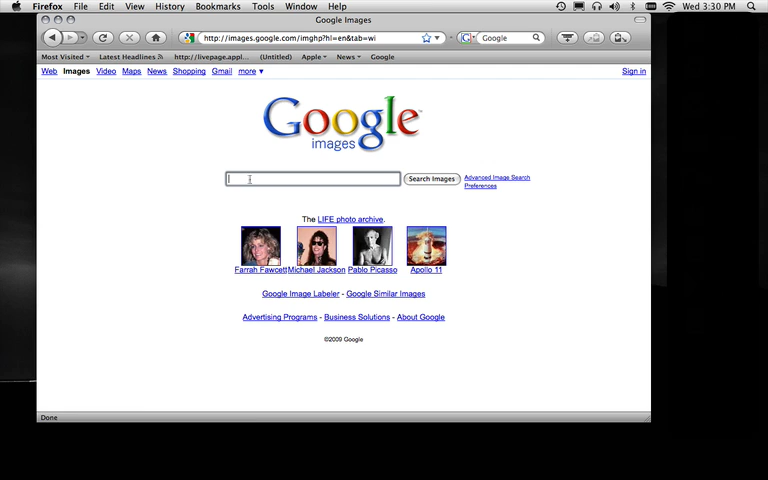 Firefox File Edit View History Bookmarks Tools Window Help Wed 3:30 PM
Google Images
http://images.google.com/imghp?hl=en&tab=wi Google
Most Visited Latest Headlines http://livepage.appl... (Untitled) Apple News Google
Web Images Video Maps News Shopping Gmail more Sign in
Google™
images
Search Images Advanced Image Search
Preferences
The LIFE photo archive.
Farrah Fawcett Michael Jackson Pablo Picasso Apollo 11
Google Image Labeler - Google Similar Images
Advertising Programs - Business Solutions - About Google
©2009 Google
Done